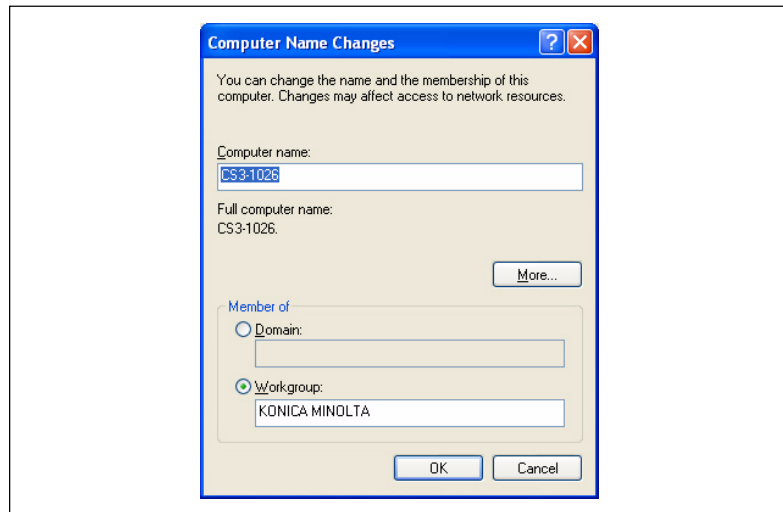 Computer Name Changes
You can change the name and the membership of this
computer. Changes may affect access to network resources.
Computer name:
CS3-1026
Full computer name:
CS3-1026.
More...
Member of
Domain:
Workgroup:
KONICA MINOLTA
OK Cancel